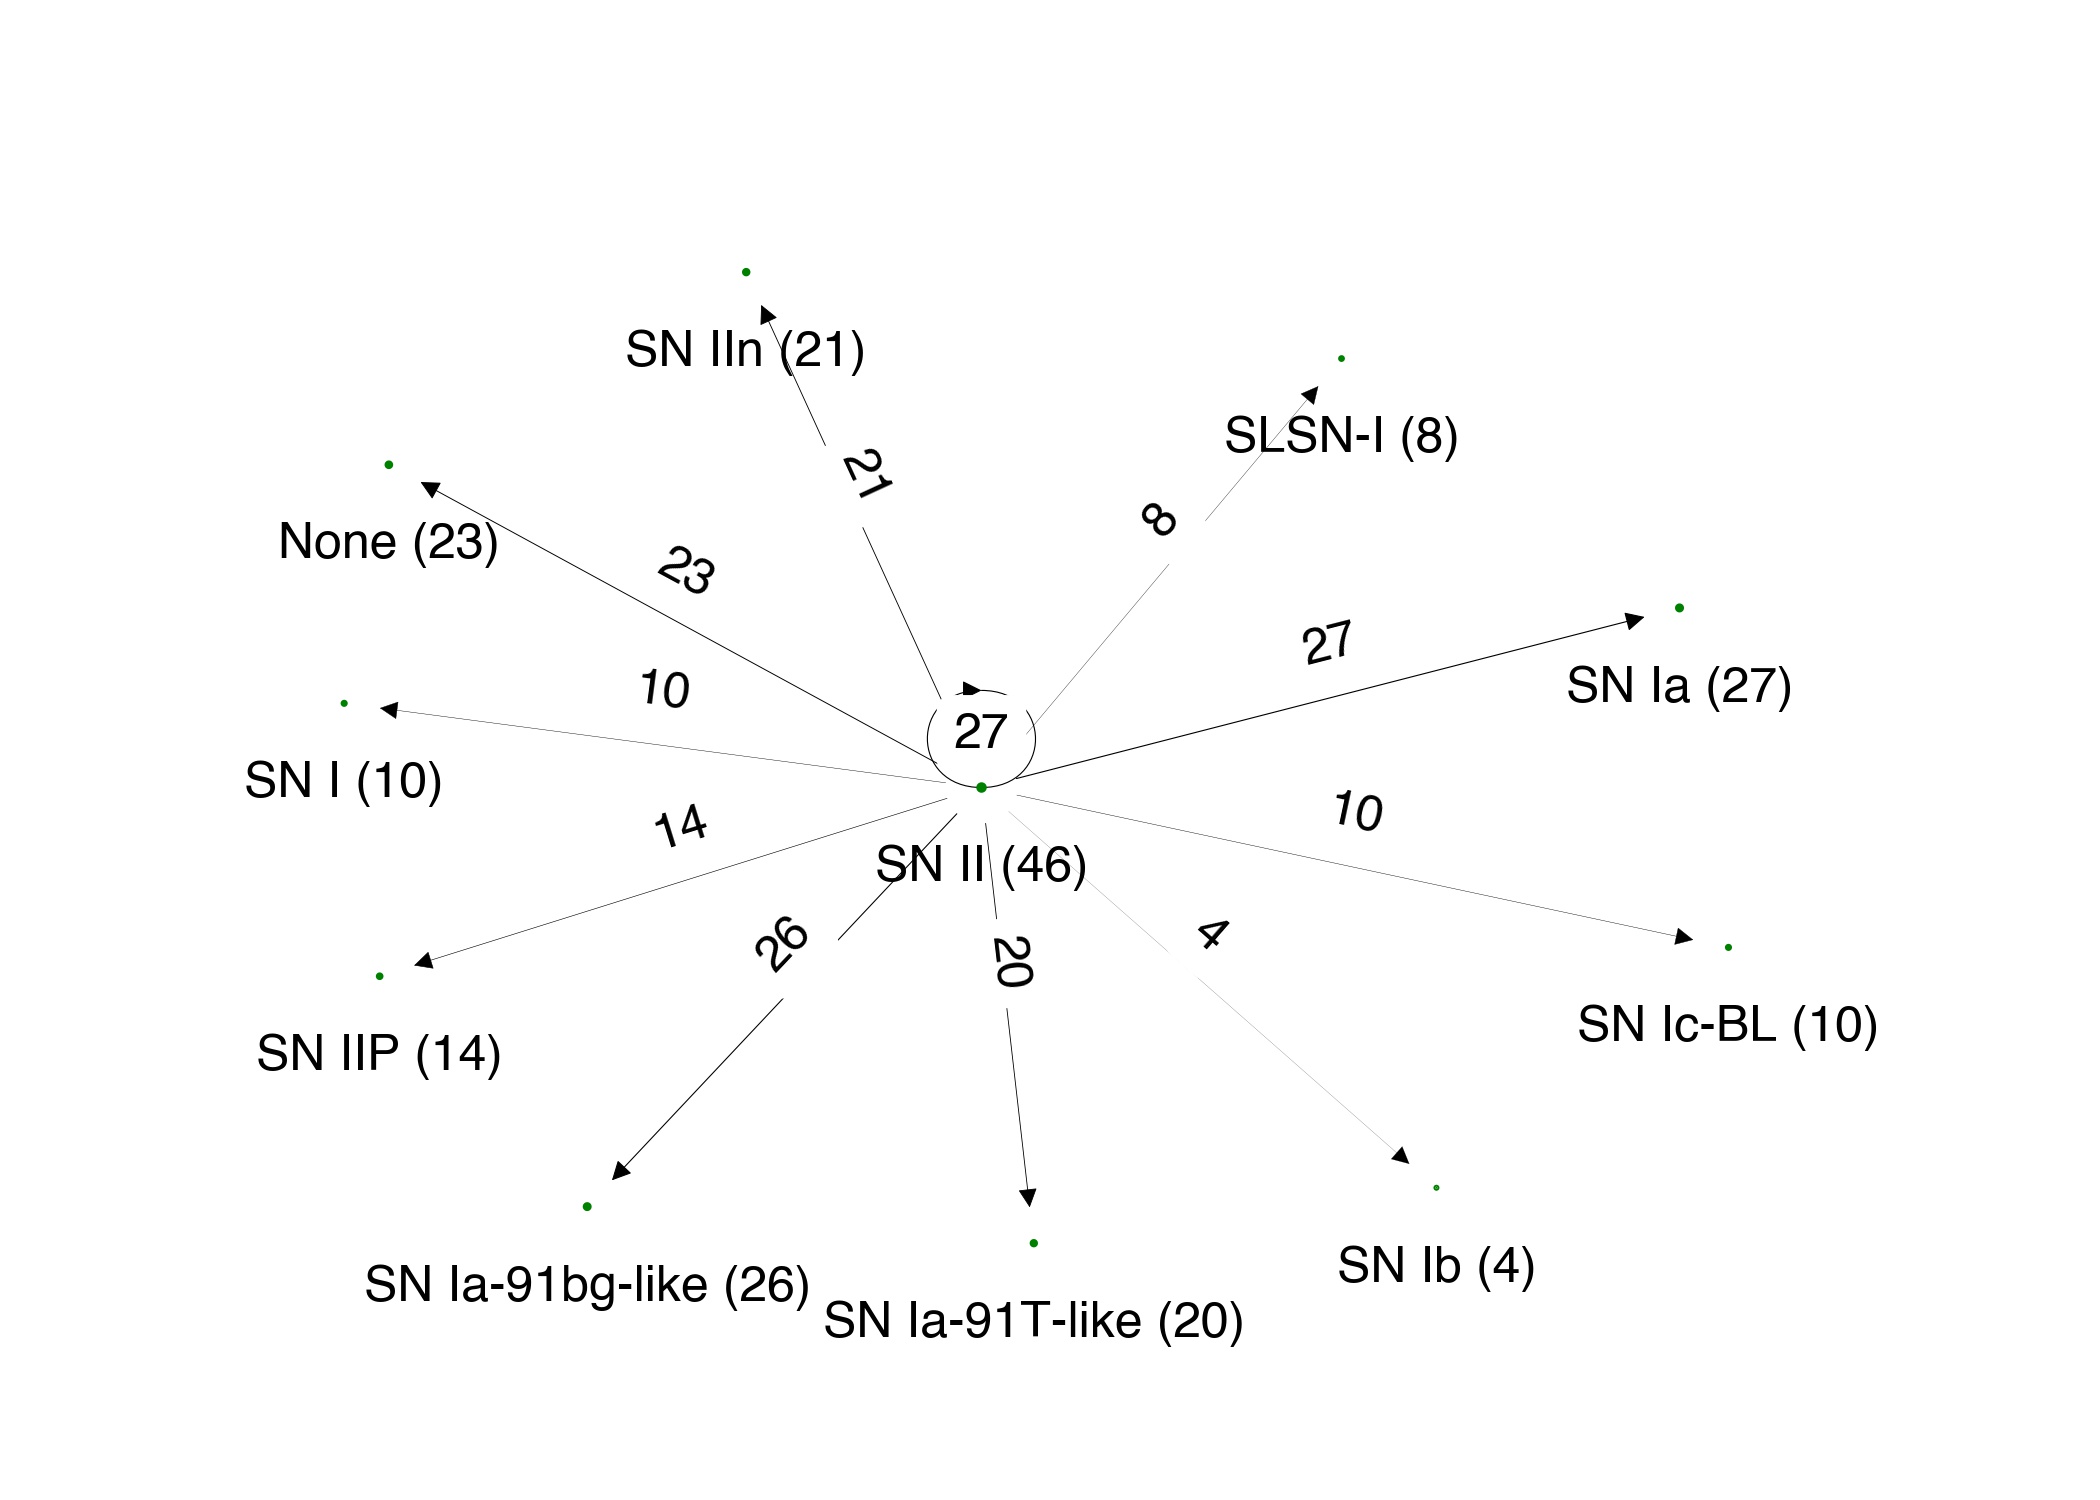 SN IIn (21)
SLSN-I (8)
21
8
None (23)
23
27
SN Ia (27)
10
27
SN I (10)
14
10
SN II (46)
26
20
4
SN IIP (14)
SN Ic-BL (10)
SN Ia-91bg-like (26)
SN Ia-91T-like (20)
SN Ib (4)